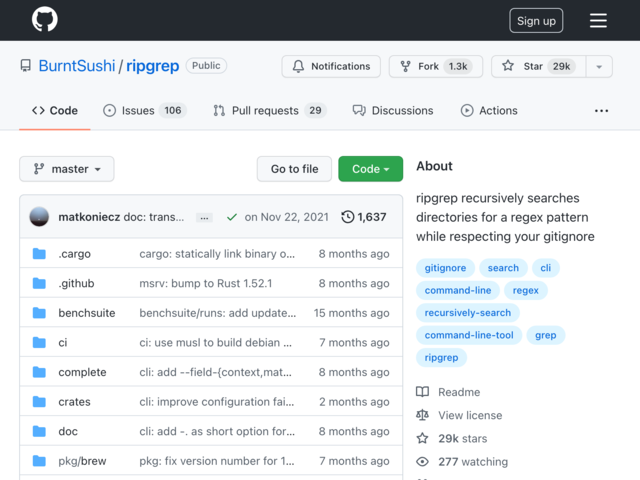 Sign up
BurntSushi / ripgrep Public
Notifications Fork 1.3k Star 29k
Code Issues 106 Pull requests 29 Discussions Actions ...
master Go to file Code
matkoniecz doc: trans... ... on Nov 22, 2021 1,637
.cargo cargo: statically link binary o... 8 months ago
.github msrv: bump to Rust 1.52.1 8 months ago
benchsuite benchsuite/runs: add update... 15 months ago
ci ci: use musl to build debian ... 7 months ago
complete cli: add --field-{context,mat... 8 months ago
crates cli: improve configuration fai... 2 months ago
doc cli: add -. as short option for... 8 months ago
pkg/brew pkg: fix version number for 1... 7 months ago
About
ripgrep recursively searches
directories for a regex pattern
while respecting your gitignore
gitignore search cli
command-line regex
recursively-search
command-line-tool grep
ripgrep
Readme
View license
29k stars
277 watching